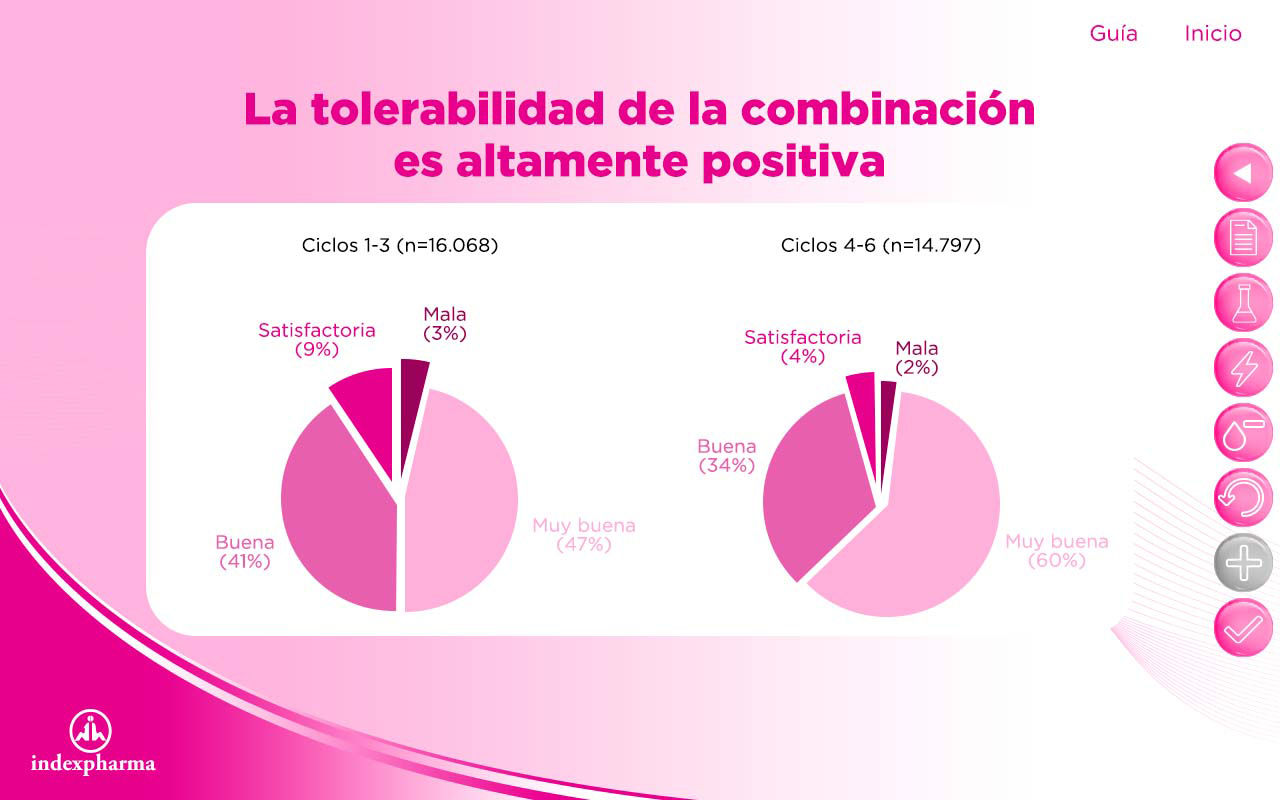 Guía Inicio
La tolerabilidad de la combinación
es altamente positiva
Ciclos 1-3 (n=16.068)
Mala
(3%)
Satisfactoria
(9%)
Muy buena
(47%)
Buena
(41%)
Ciclos 4-6 (n=14.797)
Satisfactoria
(4%)
Mala
(2%)
Buena
(34%)
Muy buena
(60%)
indexpharma